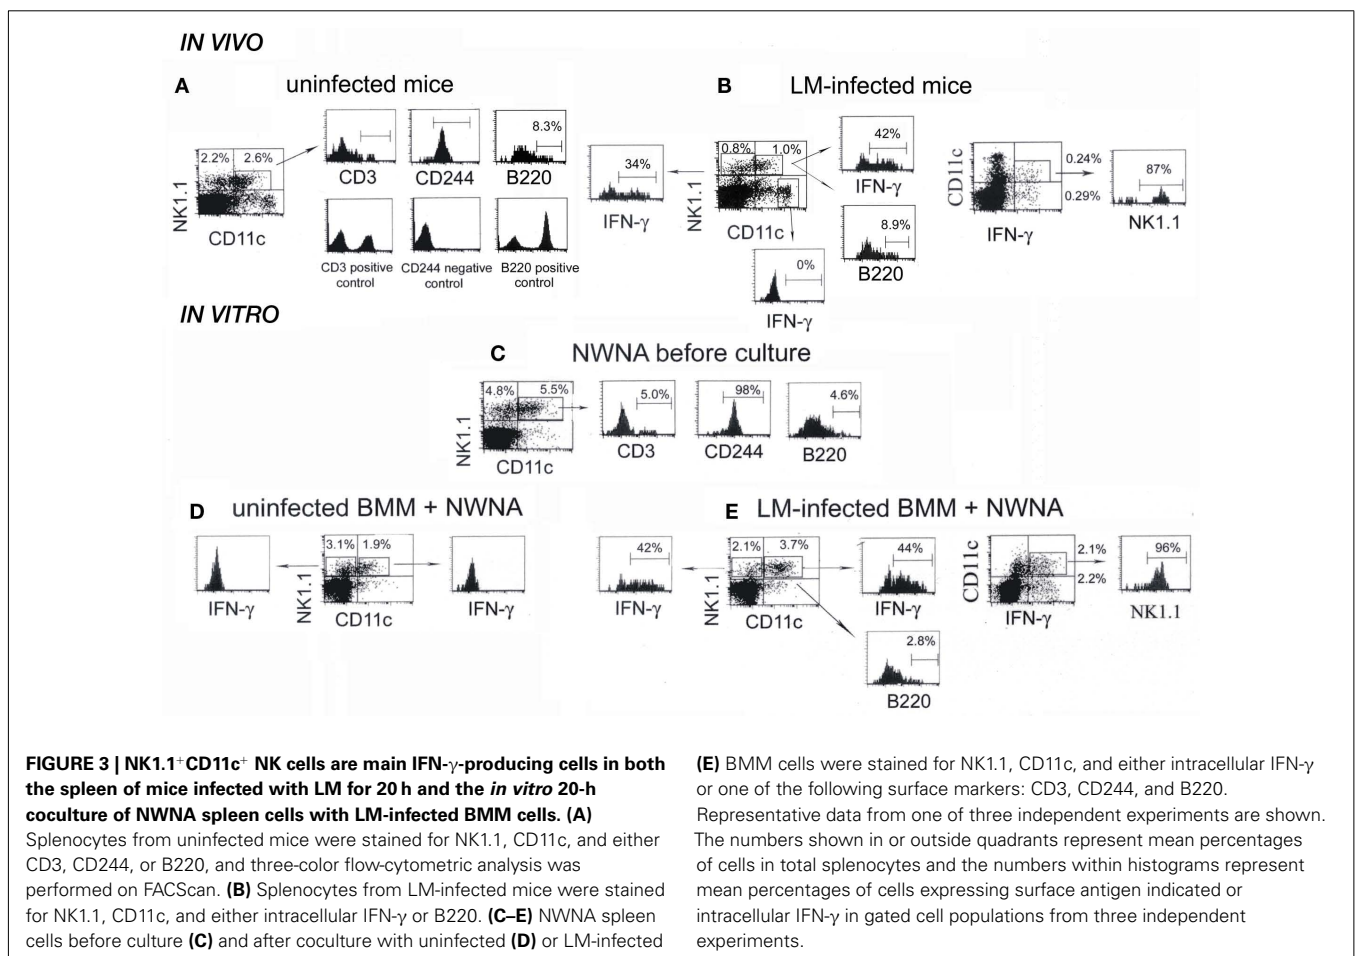 IN VIVO
A
uninfected mice
B
LM-infected mice
2.2% 2.6%
NK1.1
CD11c
CD3
CD244
8.3%
B220
CD3 positive
control
CD244 negative
control
B220 positive
control
34%
IFN-γ
0.8% 1.0%
NK1.1
CD11c
42%
IFN-γ
8.9%
B220
0%
IFN-γ
CD11c
0.24%
0.29%
IFN-γ
87%
NK1.1
IN VITRO
C
NWNA before culture
4.8% 5.5%
NK1.1
CD11c
5.0%
CD3
98%
CD244
4.6%
B220
D
uninfected BMM + NWNA
IFN-γ
3.1% 1.9%
NK1.1
CD11c
IFN-γ
E
LM-infected BMM + NWNA
42%
IFN-γ
2.1% 3.7%
NK1.1
CD11c
44%
IFN-γ
2.8%
B220
CD11c
2.1%
2.2%
IFN-γ
96%
NK1.1
FIGURE 3 | NK1.1⁺CD11c⁺ NK cells are main IFN-γ-producing cells in both
the spleen of mice infected with LM for 20 h and the in vitro 20-h
coculture of NWNA spleen cells with LM-infected BMM cells. (A)
Splenocytes from uninfected mice were stained for NK1.1, CD11c, and either
CD3, CD244, or B220, and three-color flow-cytometric analysis was
performed on FACScan. (B) Splenocytes from LM-infected mice were stained
for NK1.1, CD11c, and either intracellular IFN-γ or B220. (C–E) NWNA spleen
cells before culture (C) and after coculture with uninfected (D) or LM-infected
(E) BMM cells were stained for NK1.1, CD11c, and either intracellular IFN-γ
or one of the following surface markers: CD3, CD244, and B220.
Representative data from one of three independent experiments are shown.
The numbers shown in or outside quadrants represent mean percentages
of cells in total splenocytes and the numbers within histograms represent
mean percentages of cells expressing surface antigen indicated or
intracellular IFN-γ in gated cell populations from three independent
experiments.